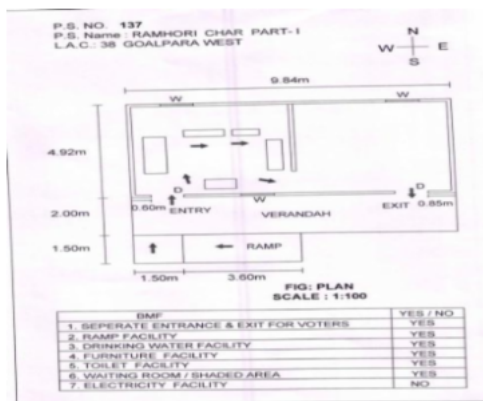 P.S. NO. 137
P.S. Name : RAMHORI CHAR PART-I
L.A.C.: 38 GOALPARA WEST
N
W E
S
9.84m
W W
4.92m
D D
0.60m ENTRY W EXIT 0.85m
2.00m VERANDAH
1.50m RAMP
1.50m 3.60m
FIG: PLAN
SCALE : 1:100
BMF YES / NO
1. SEPERATE ENTRANCE & EXIT FOR VOTERS YES
2. RAMP FACILITY YES
3. DRINKING WATER FACILITY YES
4. FURNITURE FACILITY YES
5. TOILET FACILITY YES
6. WAITING ROOM / SHADED AREA YES
7. ELECTRICITY FACILITY NO